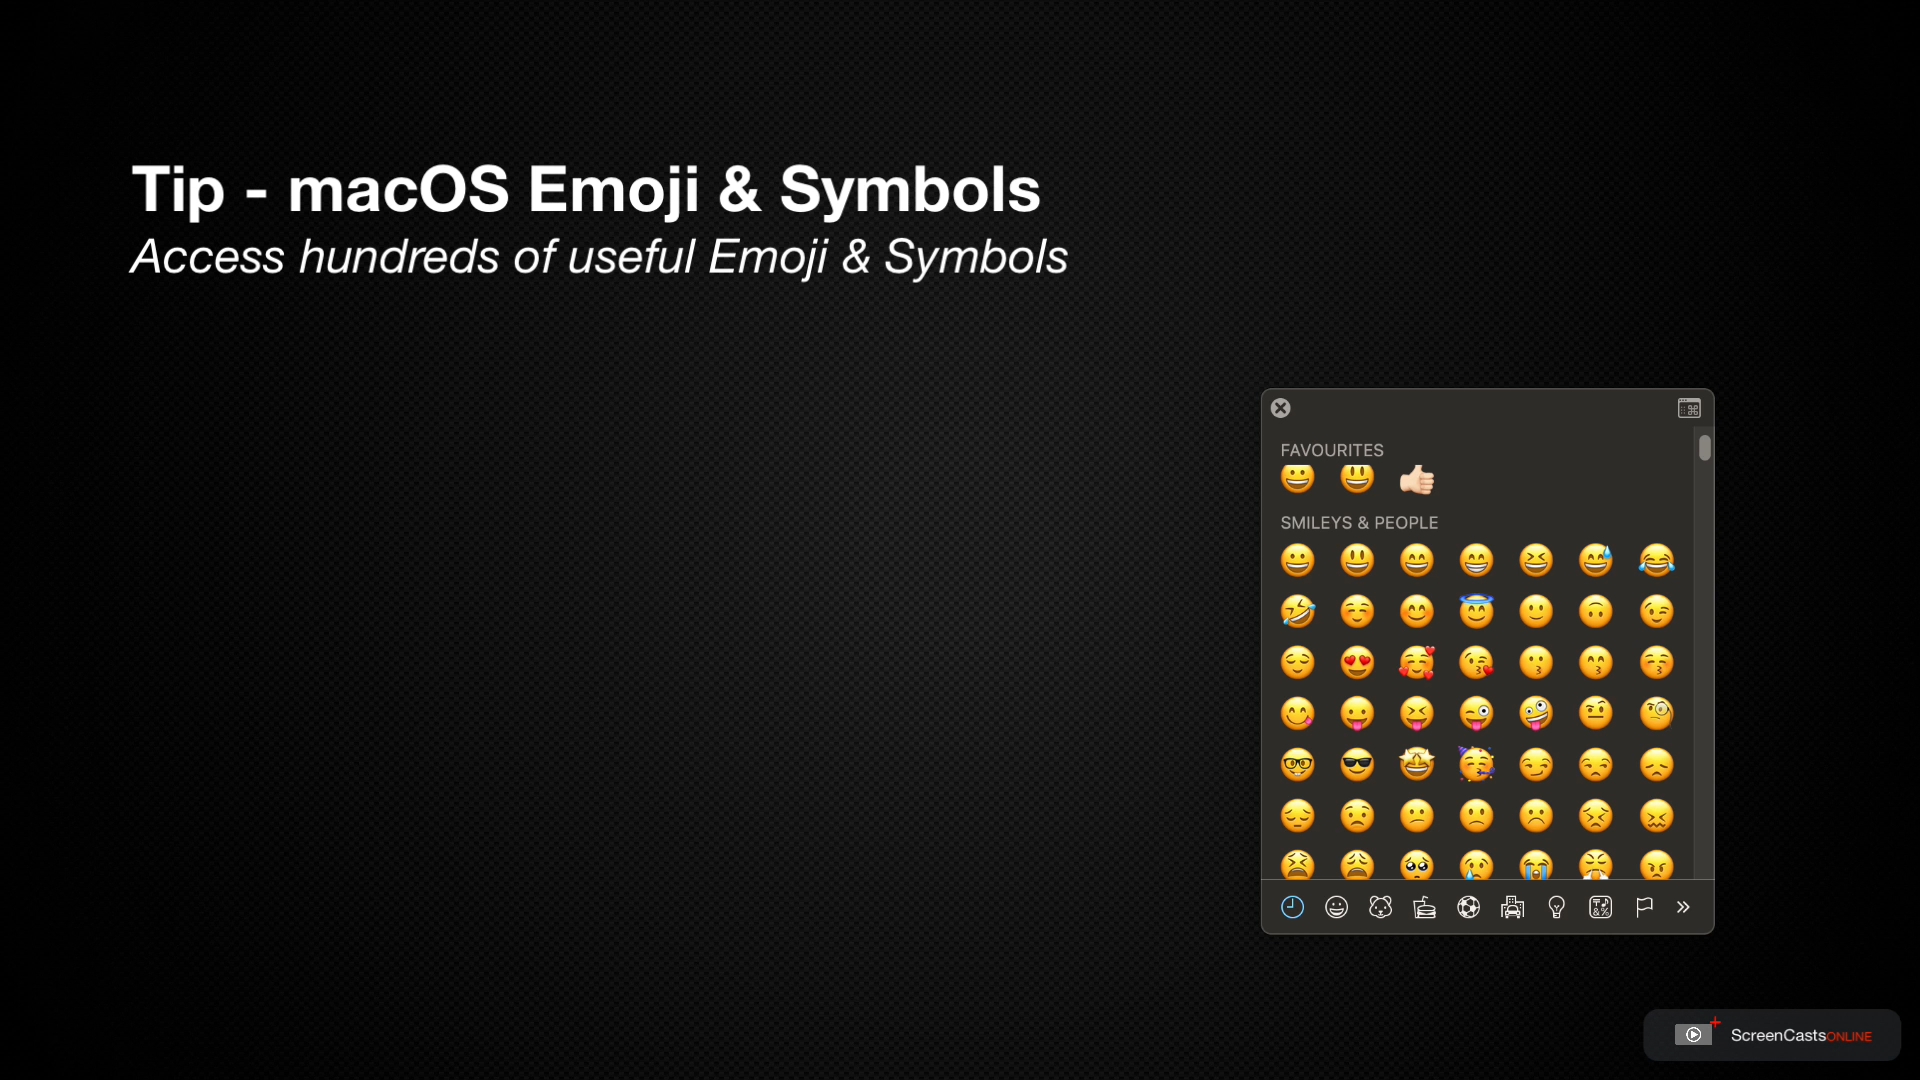 Tip - macOS Emoji & Symbols
Access hundreds of useful Emoji & Symbols
FAVOURITES
SMILEYS & PEOPLE
ScreenCastsONLINE